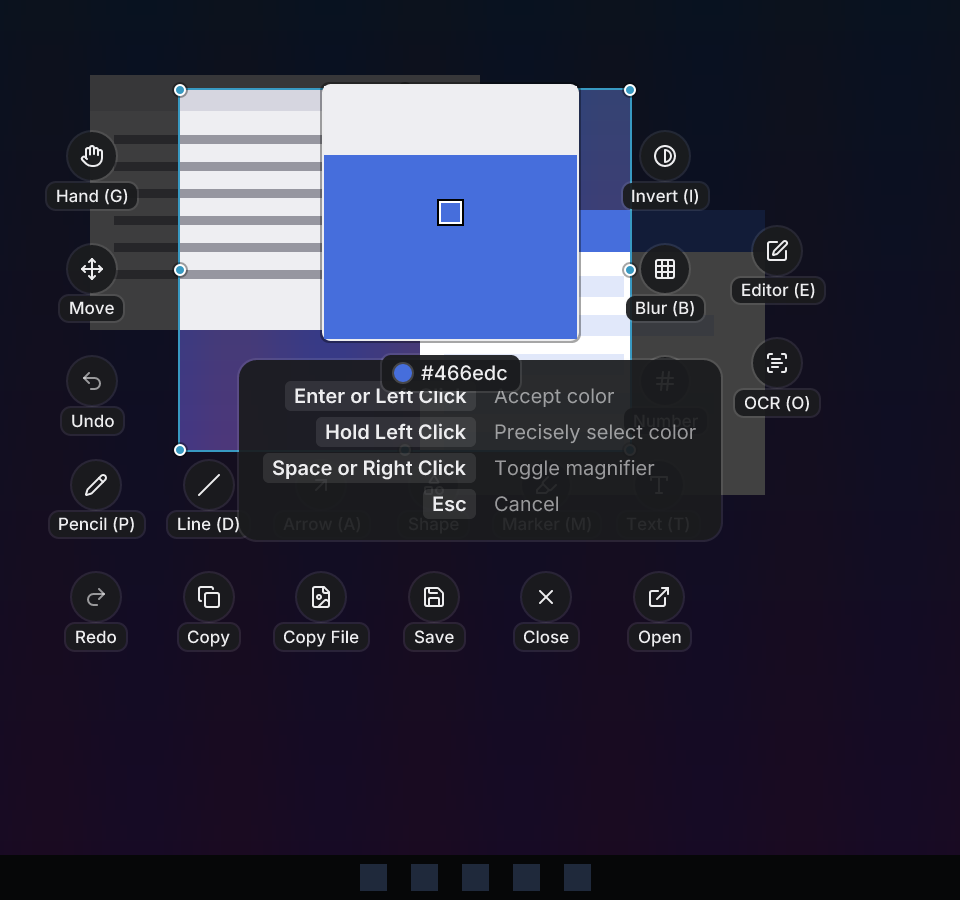 Hand (G)
Invert (I)
Move
Blur (B)
Editor (E)
Undo
#466edc
OCR (O)
Enter or Left Click Accept color
Number
Hold Left Click Precisely select color
Space or Right Click Toggle magnifier
Esc Cancel
Pencil (P)
Line (D)
Arrow (A)
Shape
Marker (M)
Text (T)
Redo
Copy
Copy File
Save
Close
Open